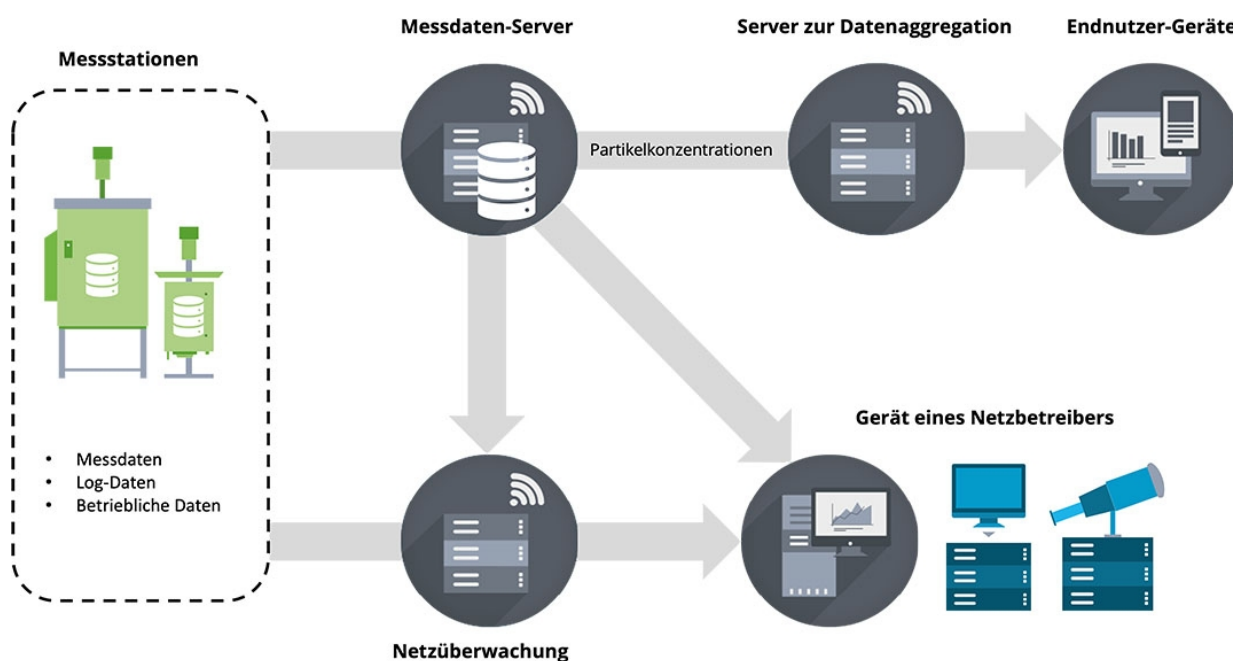 Messdaten-Server
Server zur Datenaggregation
Endnutzer-Geräte
Messstationen
Partikelkonzentrationen
Gerät eines Netzbetreibers
• Messdaten
• Log-Daten
• Betriebliche Daten
Netzüberwachung